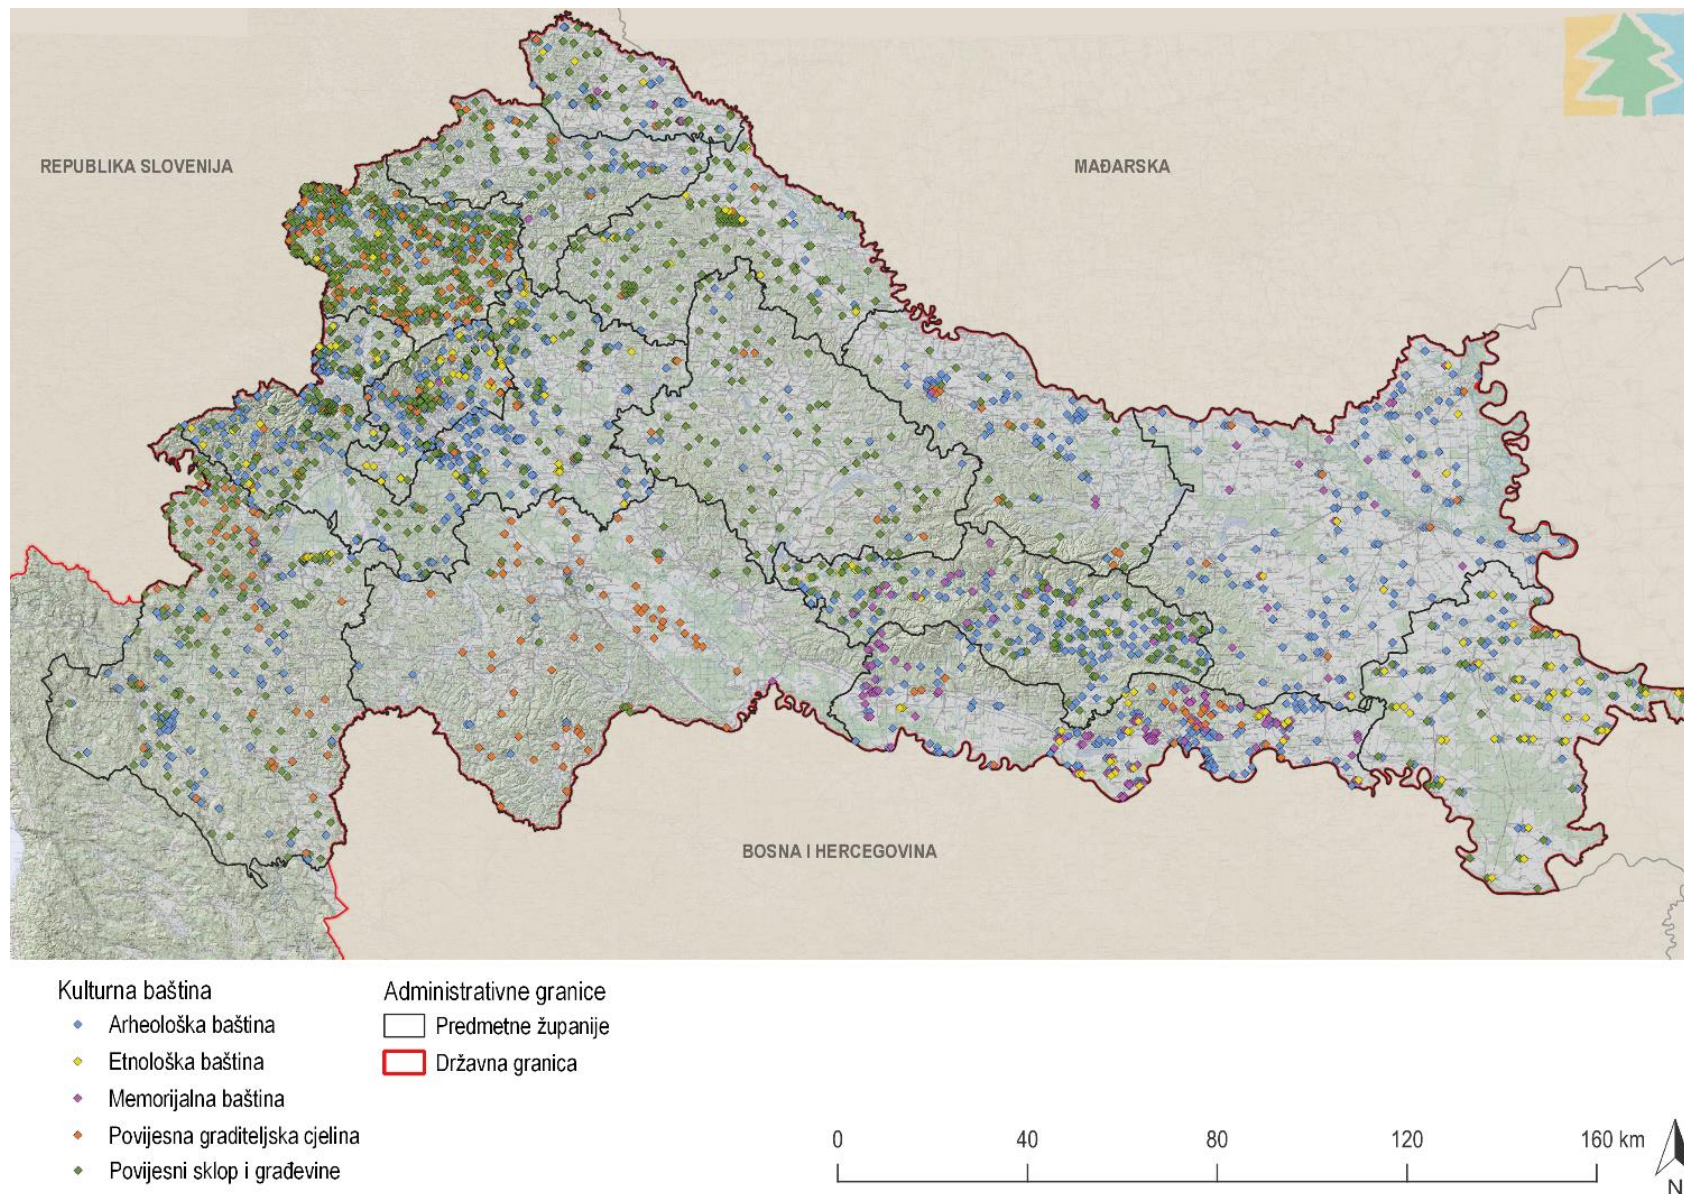 REPUBLIKA SLOVENIJA
MAĐARSKA
BOSNA I HERCEGOVINA
Kulturna baština
Arheološka baština
Etnološka baština
Memorijalna baština
Povijesna graditeljska cjelina
Povijesni sklop i građevine
Administrativne granice
Predmetne županije
Državna granica
0 40 80 120 160 km
N